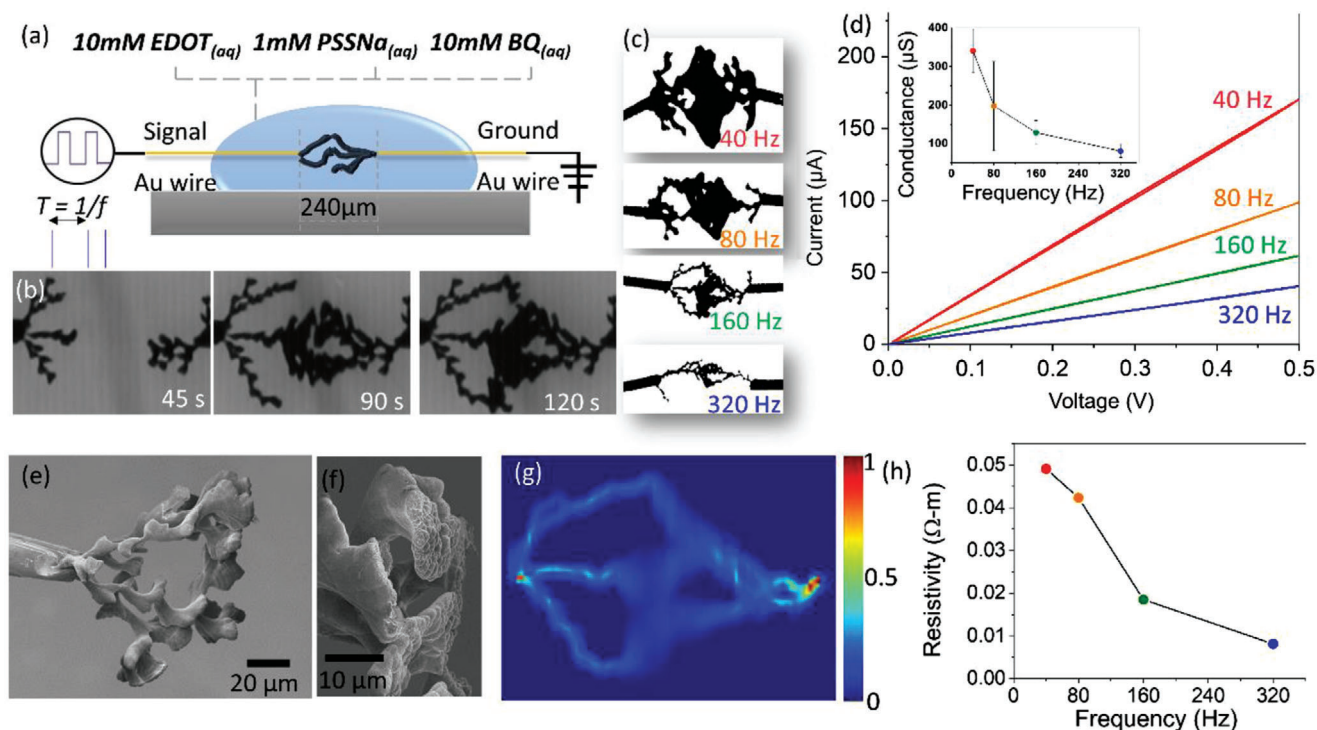 (a)
10mM EDOT(aq) 1mM PSSNa(aq) 10mM BQ(aq)
Signal
Ground
Au wire
Au wire
T = 1/f
240μm
(b)
45 s
90 s
120 s
(c)
40 Hz
80 Hz
160 Hz
320 Hz
(d)
200
150
100
50
0
Current (μA)
0.0 0.1 0.2 0.3 0.4 0.5
Voltage (V)
40 Hz
80 Hz
160 Hz
320 Hz
400
300
200
100
Conductance (μS)
0 80 160 240 320
Frequency (Hz)
(e)
20 μm
(f)
10 μm
(g)
1
0.5
0
(h)
0.05
0.04
0.03
0.02
0.01
0.00
Resistivity (Ω-m)
0 80 160 240 320
Frequency (Hz)